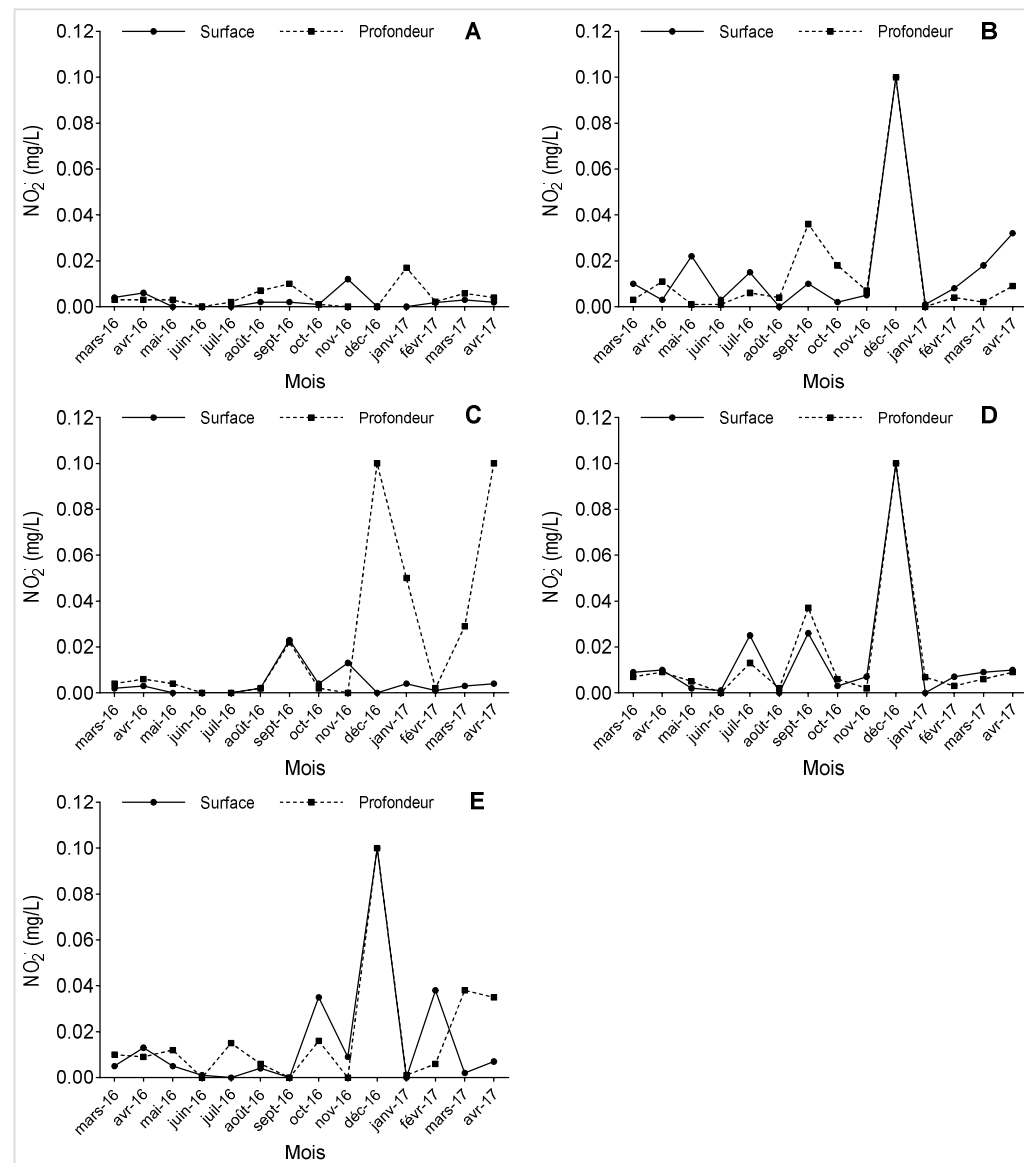 Surface Profondeur A
NO2- (mg/L)
0.12
0.10
0.08
0.06
0.04
0.02
0.00
mars-16 avr-16 mai-16 juin-16 juil-16 août-16 sept-16 oct-16 nov-16 déc-16 janv-17 févr-17 mars-17 avr-17
Mois
Surface Profondeur B
NO2- (mg/L)
0.12
0.10
0.08
0.06
0.04
0.02
0.00
mars-16 avr-16 mai-16 juin-16 juil-16 août-16 sept-16 oct-16 nov-16 déc-16 janv-17 févr-17 mars-17 avr-17
Mois
Surface Profondeur C
NO2- (mg/L)
0.12
0.10
0.08
0.06
0.04
0.02
0.00
mars-16 avr-16 mai-16 juin-16 juil-16 août-16 sept-16 oct-16 nov-16 déc-16 janv-17 févr-17 mars-17 avr-17
Mois
Surface Profondeur D
NO2- (mg/L)
0.12
0.10
0.08
0.06
0.04
0.02
0.00
mars-16 avr-16 mai-16 juin-16 juil-16 août-16 sept-16 oct-16 nov-16 déc-16 janv-17 févr-17 mars-17 avr-17
Mois
Surface Profondeur E
NO2- (mg/L)
0.12
0.10
0.08
0.06
0.04
0.02
0.00
mars-16 avr-16 mai-16 juin-16 juil-16 août-16 sept-16 oct-16 nov-16 déc-16 janv-17 févr-17 mars-17 avr-17
Mois